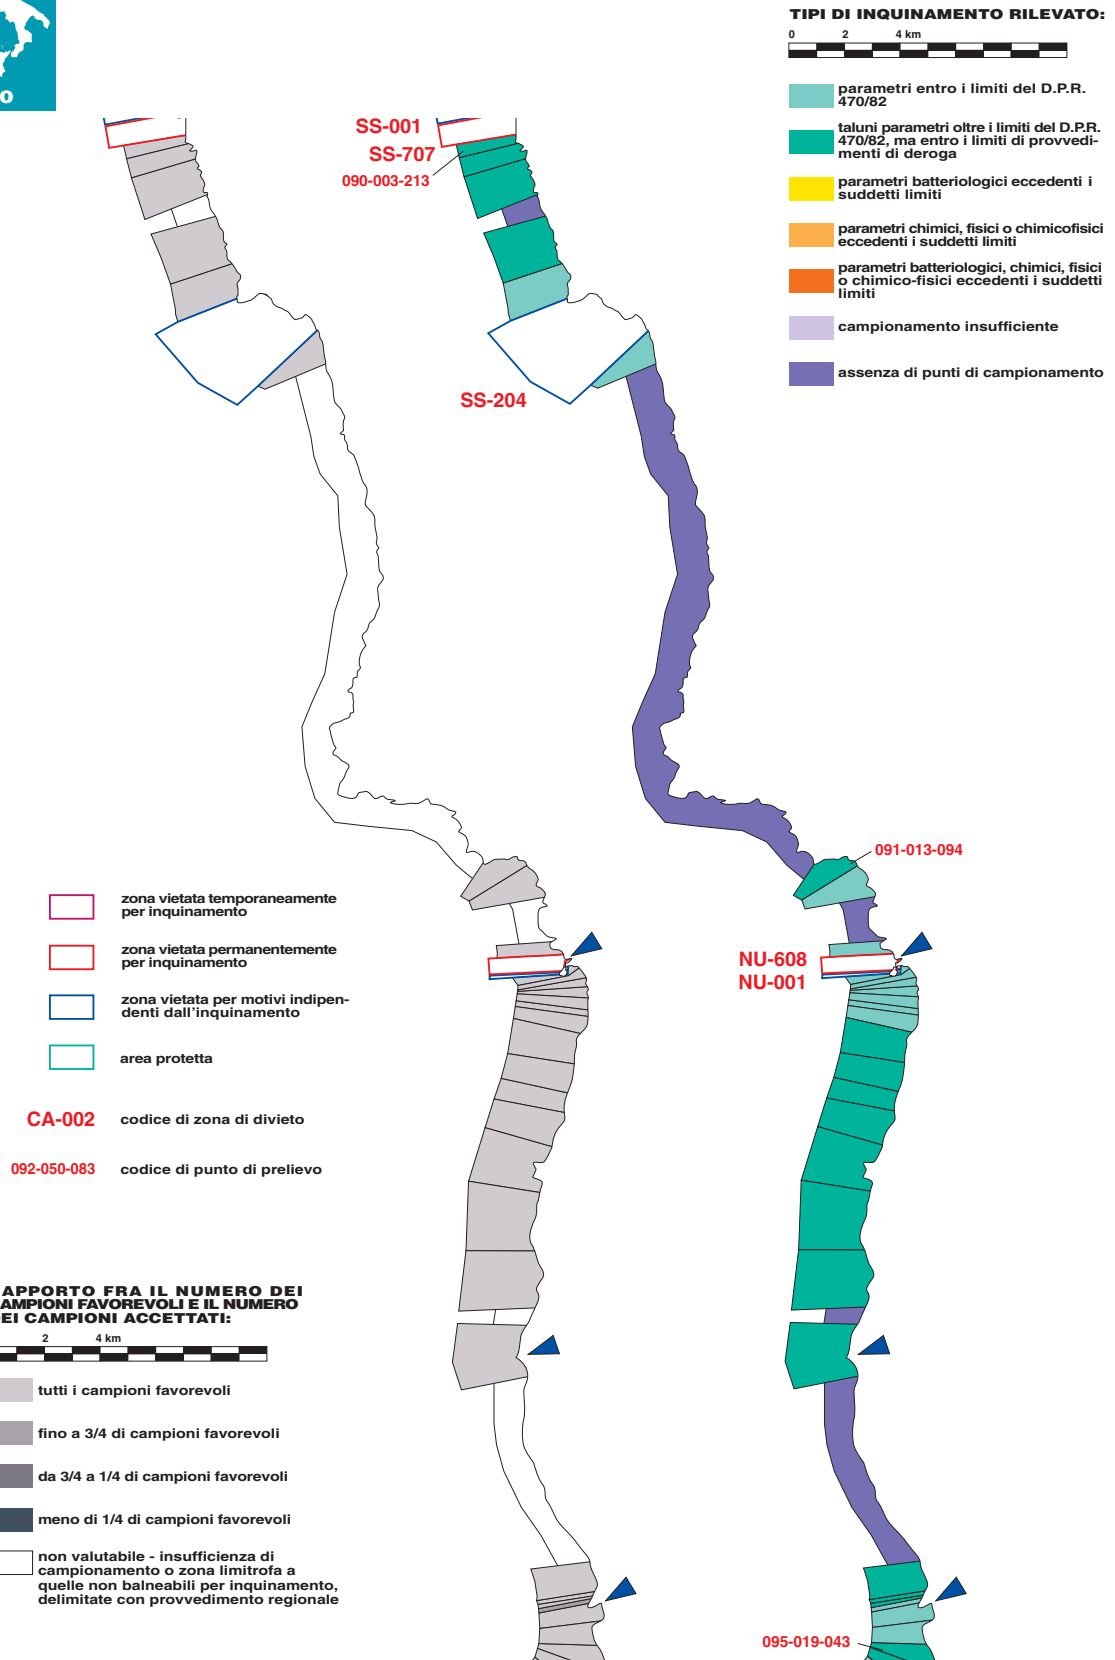 O
TIPI DI INQUINAMENTO RILEVATO:
0 2 4 km
parametri entro i limiti del D.P.R.
470/82
taluni parametri oltre i limiti del D.P.R.
470/82, ma entro i limiti di provvedi-
menti di deroga
parametri batteriologici eccedenti i
suddetti limiti
parametri chimici, fisici o chimicofisici
eccedenti i suddetti limiti
parametri batteriologici, chimici, fisici
o chimico-fisici eccedenti i suddetti
limiti
campionamento insufficiente
assenza di punti di campionamento
SS-001
SS-707
090-003-213
SS-204
091-013-094
NU-608
NU-001
095-019-043
zona vietata temporaneamente
per inquinamento
zona vietata permanentemente
per inquinamento
zona vietata per motivi indipen-
denti dall'inquinamento
area protetta
CA-002 codice di zona di divieto
092-050-083 codice di punto di prelievo
APPORTO FRA IL NUMERO DEI
AMPIONI FAVOREVOLI E IL NUMERO
EI CAMPIONI ACCETTATI:
2 4 km
tutti i campioni favorevoli
fino a 3/4 di campioni favorevoli
da 3/4 a 1/4 di campioni favorevoli
meno di 1/4 di campioni favorevoli
non valutabile - insufficienza di
campionamento o zona limitrofa a
quelle non balneabili per inquinamento,
delimitate con provvedimento regionale